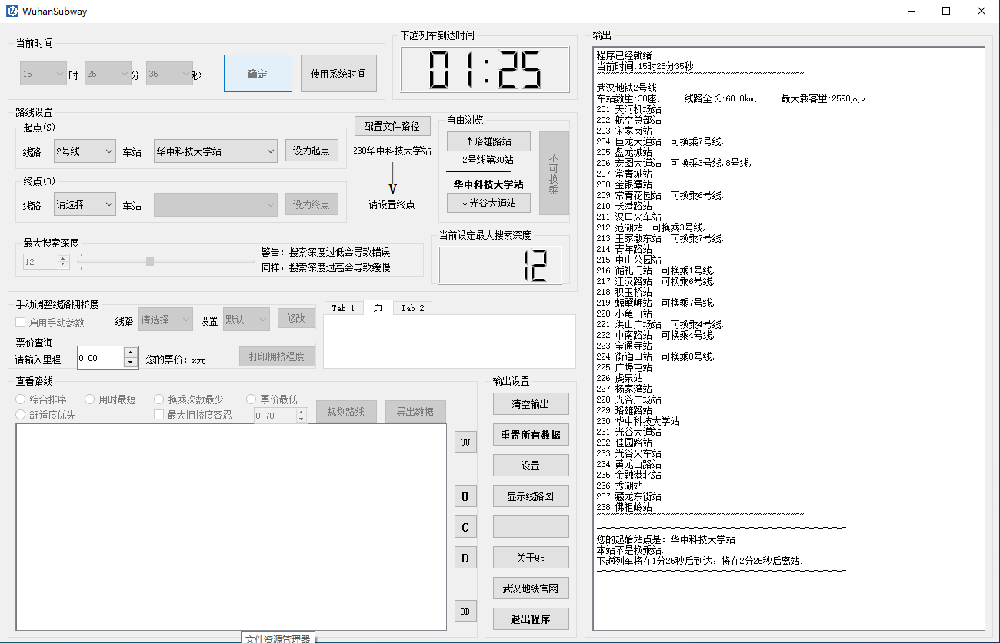 WuhanSubway
当前时间
15 时 25 分 35 秒
确定
使用系统时间
下趟列车到达时间
01:25
路线设置
起点(S)
线路 2号线 车站 华中科技大学站 设为起点
终点(D)
线路 请选择 车站 设为终点
配置文件路径
230华中科技大学站
V
请设置终点
自由浏览
↑珞雄路站
2号线第30站
华中科技大学站
↓光谷大道站
不可换乘
最大搜索深度
12
警告: 搜索深度过低会导致错误
同样, 搜索深度过高会导致缓慢
当前设定最大搜索深度
12
手动调整线路拥挤度
启用手动参数 线路 请选择 设置 默认 修改
票价查询
请输入里程 0.00 您的票价: x元 打印拥挤程度
Tab 1 页 Tab 2
查看路线
综合排序 用时最短 换乘次数最少 票价最低
舒适度优先 最大拥挤度容忍 0.70 规划路线 导出数据
UU
U
C
D
DD
输出设置
清空输出
重置所有数据
设置
显示线路图
关于Qt
武汉地铁官网
退出程序
文件资源管理器
输出
程序已经就绪......
当前时间:15时25分35秒.
~~~~~~~~~~~~~~~~~~~~~~~~~~~~~~~~~~~~~~~~~~~~~
武汉地铁2号线
车站数量:38座; 线路全长:60.8km; 最大载客量:2590人。
201 天河机场站
202 航空总部站
203 宋家岗站
204 巨龙大道站 可换乘7号线,
205 盘龙城站
206 宏图大道站 可换乘3号线,8号线,
207 常青城站
208 金银潭站
209 常青花园站 可换乘6号线,
210 长港路站
211 汉口火车站
212 范湖站 可换乘3号线,
213 王家墩东站 可换乘7号线,
214 青年路站
215 中山公园站
216 循礼门站 可换乘1号线,
217 江汉路站 可换乘6号线,
218 积玉桥站
219 螃蟹岬站 可换乘7号线,
220 小龟山站
221 洪山广场站 可换乘4号线,
222 中南路站 可换乘4号线,
223 宝通寺站
224 街道口站 可换乘8号线,
225 广埠屯站
226 虎泉站
227 杨家湾站
228 光谷广场站
229 珞雄路站
230 华中科技大学站
231 光谷大道站
232 佳园路站
233 光谷火车站
234 黄龙山路站
235 金融港北站
236 秀湖站
237 藏龙东街站
238 佛祖岭站
~~~~~~~~~~~~~~~~~~~~~~~~~~~~~~~~~~~~~~~~~~~~~
-=-=-=-=-=-=-=-=-=-=-=-=-=-=-=-=-=-=-=-=-=-=-=-=-=-=-=
您的起始站点是: 华中科技大学站
本站不是换乘站.
下趟列车将在1分25秒后到达, 将在2分25秒后离站.
-=-=-=-=-=-=-=-=-=-=-=-=-=-=-=-=-=-=-=-=-=-=-=-=-=-=-=